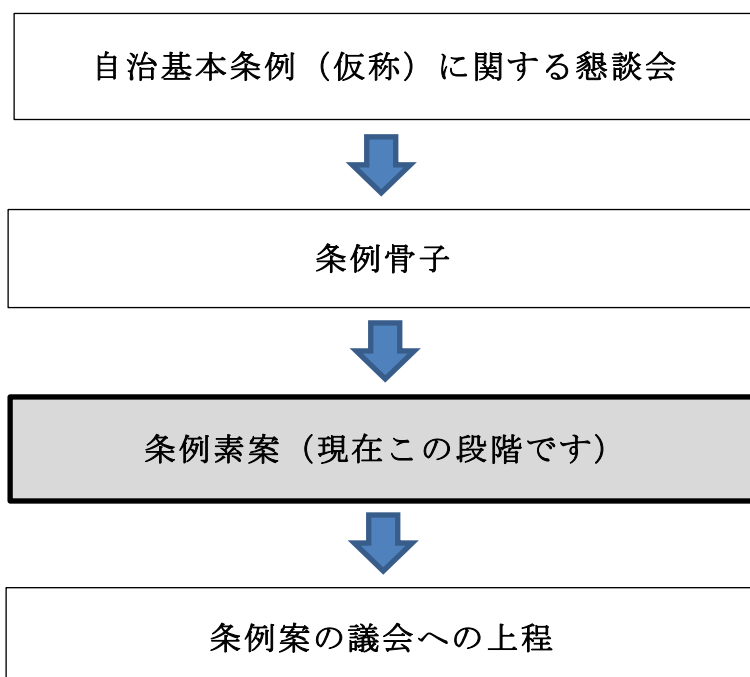 自治基本条例（仮称）に関する懇談会
条例骨子
条例素案（現在この段階です）
条例案の議会への上程